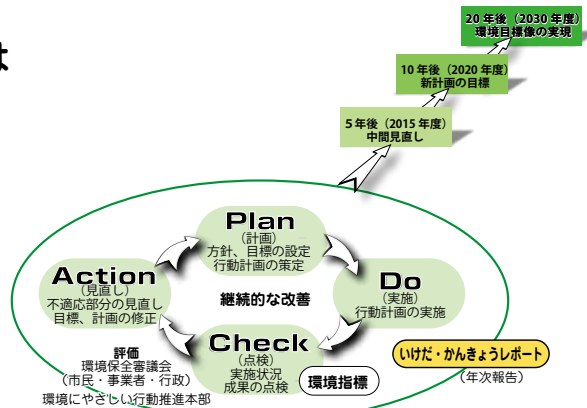 は
20年後（2030年度）
環境目標像の実現
10年後（2020年度）
新計画の目標
5年後（2015年度）
中間見直し
Plan
（計画）
方針、目標の設定
行動計画の策定
Action
（見直し）
不適応部分の見直し
目標、計画の修正
継続的な改善
Do
（実施）
行動計画の実施
Check
（点検）
実施状況
成果の点検
環境指標
いけだ・かんきょうレポート
（年次報告）
評価
環境保全審議会
（市民・事業者・行政）
環境にやさしい行動推進本部